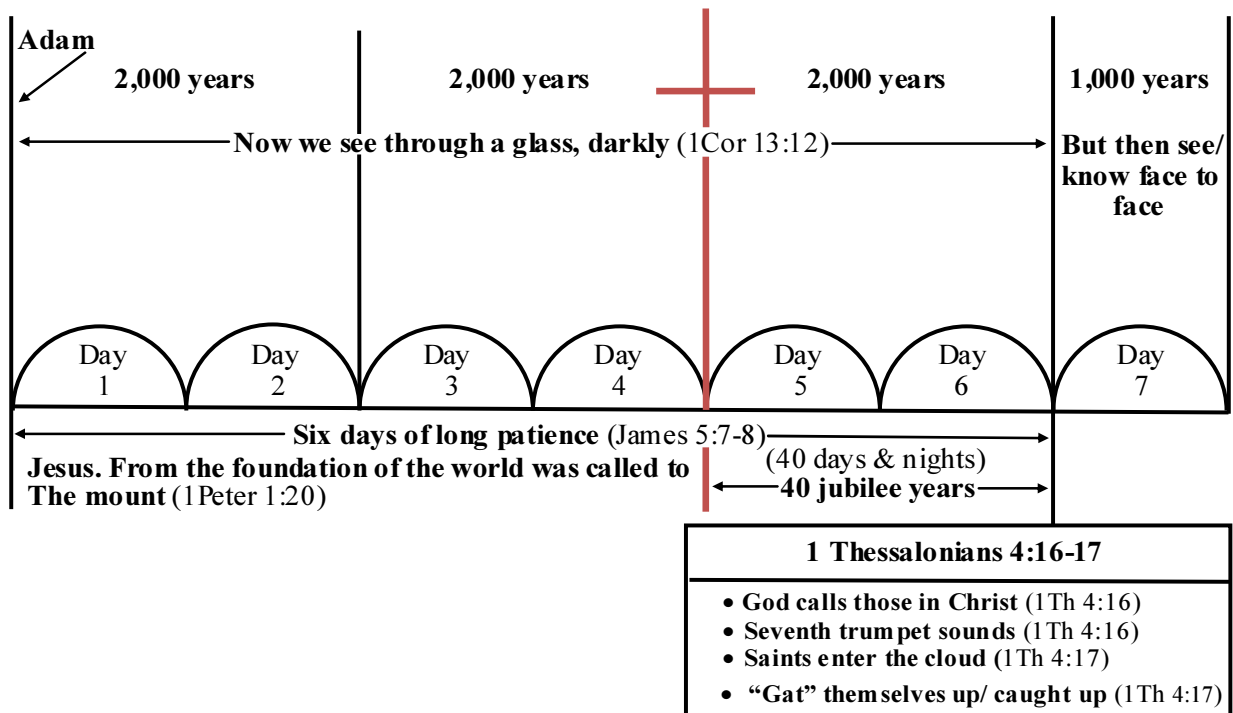 Adam
2,000 years
2,000 years
2,000 years
1,000 years
Now we see through a glass, darkly (1Cor 13:12)
But then see/
know face to
face
Day
1
Day
2
Day
3
Day
4
Day
5
Day
6
Day
7
Six days of long patience (James 5:7-8)
Jesus. From the foundation of the world was called to
The mount (1Peter 1:20)
(40 days & nights)
40 jubilee years
1 Thessalonians 4:16-17
• God calls those in Christ (1Th 4:16)
• Seventh trumpet sounds (1Th 4:16)
• Saints enter the cloud (1Th 4:17)
• “Gat” themselves up/ caught up (1Th 4:17)